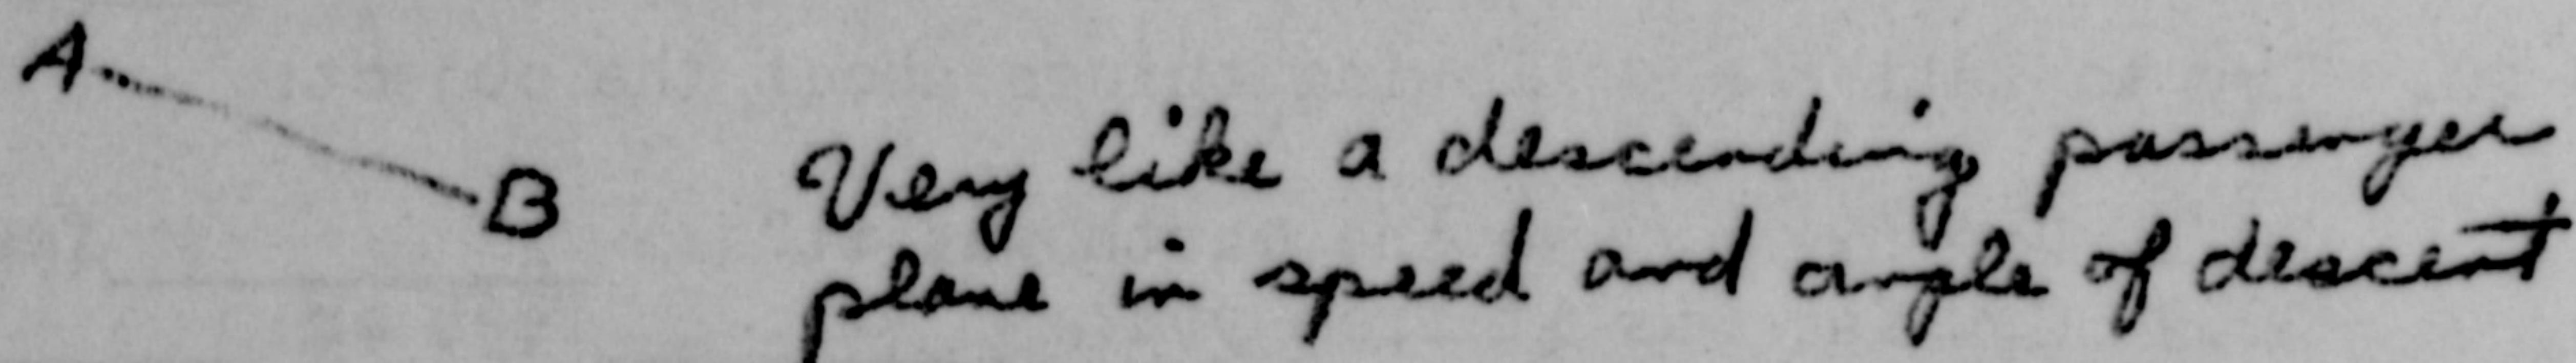 A
B
Very like a descending passenger
plane in speed and angle of descent